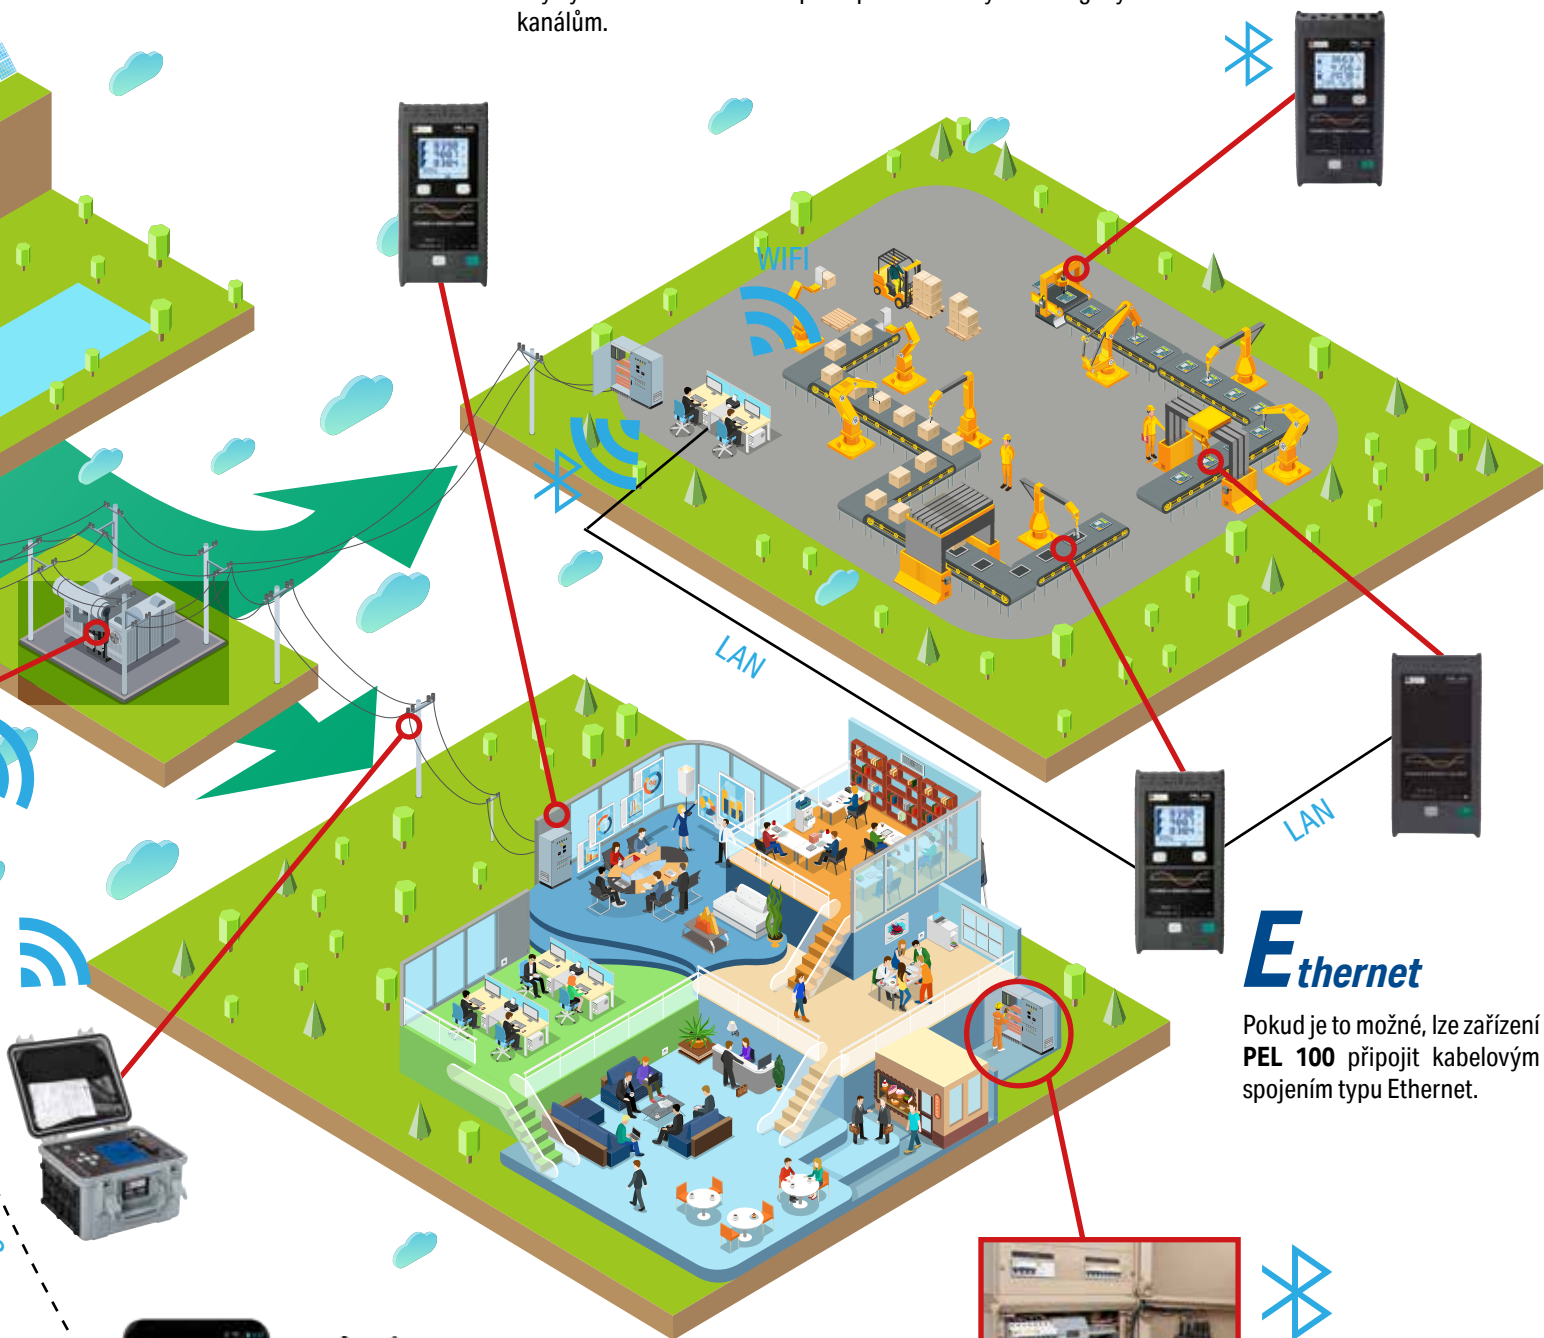 kanálům.
WIFI
LAN
LAN
Ethernet
Pokud je to možné, lze zařízení
PEL 100 připojit kabelovým
spojením typu Ethernet.